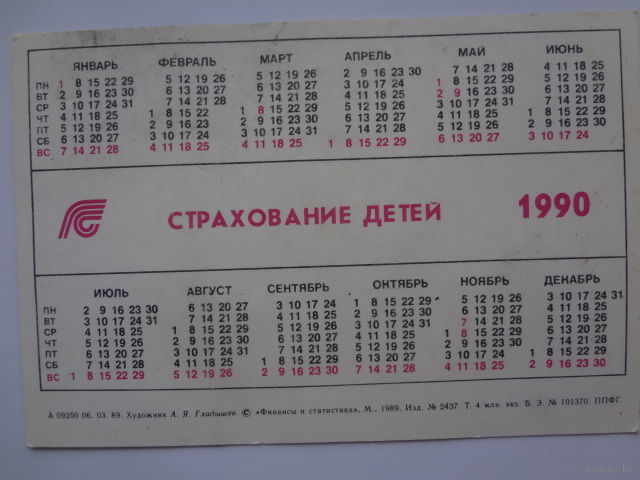 ЯНВАРЬ ФЕВРАЛЬ МАРТ АПРЕЛЬ МАЙ ИЮНЬ
ПН 1 8 15 22 29 5 12 19 26 5 12 19 26 2 9 16 23 30 7 14 21 28 4 11 18 25
ВТ 2 9 16 23 30 6 13 20 27 6 13 20 27 3 10 17 24 1 8 15 22 29 5 12 19 26
СР 3 10 17 24 31 7 14 21 28 7 14 21 28 4 11 18 25 2 9 16 23 30 6 13 20 27
ЧТ 4 11 18 25 1 8 15 22 1 8 15 22 29 5 12 19 26 3 10 17 24 31 7 14 21 28
ПТ 5 12 19 26 2 9 16 23 2 9 16 23 30 6 13 20 27 4 11 18 25 1 8 15 22 29
СБ 6 13 20 27 3 10 17 24 3 10 17 24 31 7 14 21 28 5 12 19 26 2 9 16 23 30
ВС 7 14 21 28 4 11 18 25 4 11 18 25 1 8 15 22 29 6 13 20 27 3 10 17 24
СТРАХОВАНИЕ ДЕТЕЙ 1990
ИЮЛЬ АВГУСТ СЕНТЯБРЬ ОКТЯБРЬ НОЯБРЬ ДЕКАБРЬ
ПН 2 9 16 23 30 6 13 20 27 3 10 17 24 1 8 15 22 29 5 12 19 26 3 10 17 24 31
ВТ 3 10 17 24 31 7 14 21 28 4 11 18 25 2 9 16 23 30 6 13 20 27 4 11 18 25
СР 4 11 18 25 1 8 15 22 29 5 12 19 26 3 10 17 24 31 7 14 21 28 5 12 19 26
ЧТ 5 12 19 26 2 9 16 23 30 6 13 20 27 4 11 18 25 1 8 15 22 29 6 13 20 27
ПТ 6 13 20 27 3 10 17 24 31 7 14 21 28 5 12 19 26 2 9 16 23 30 7 14 21 28
СБ 7 14 21 28 4 11 18 25 1 8 15 22 29 6 13 20 27 3 10 17 24 1 8 15 22 29
ВС 1 8 15 22 29 5 12 19 26 2 9 16 23 30 7 14 21 28 4 11 18 25 2 9 16 23 30
А 09250 06. 03. 89. Художник А. Я. Гладышев. © «Финансы и статистика», М., 1989. Изд. № 2437. Т. 4 млн. экз. Б. З. № 101370. ППФГ.
www.ay.by